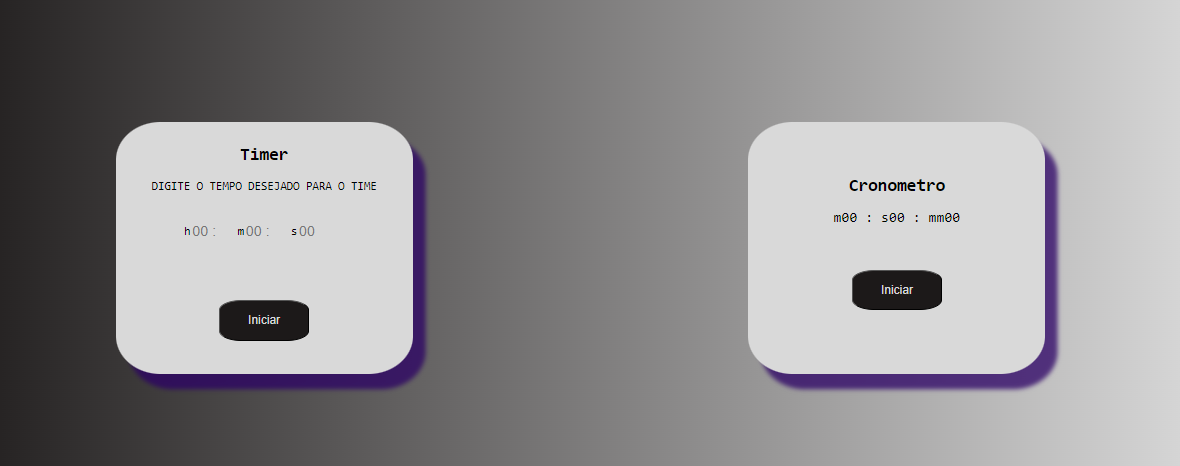 Timer
DIGITE O TEMPO DESEJADO PARA O TIME
h00 : m00 : s00
Iniciar
Cronometro
m00 : s00 : mm00
Iniciar